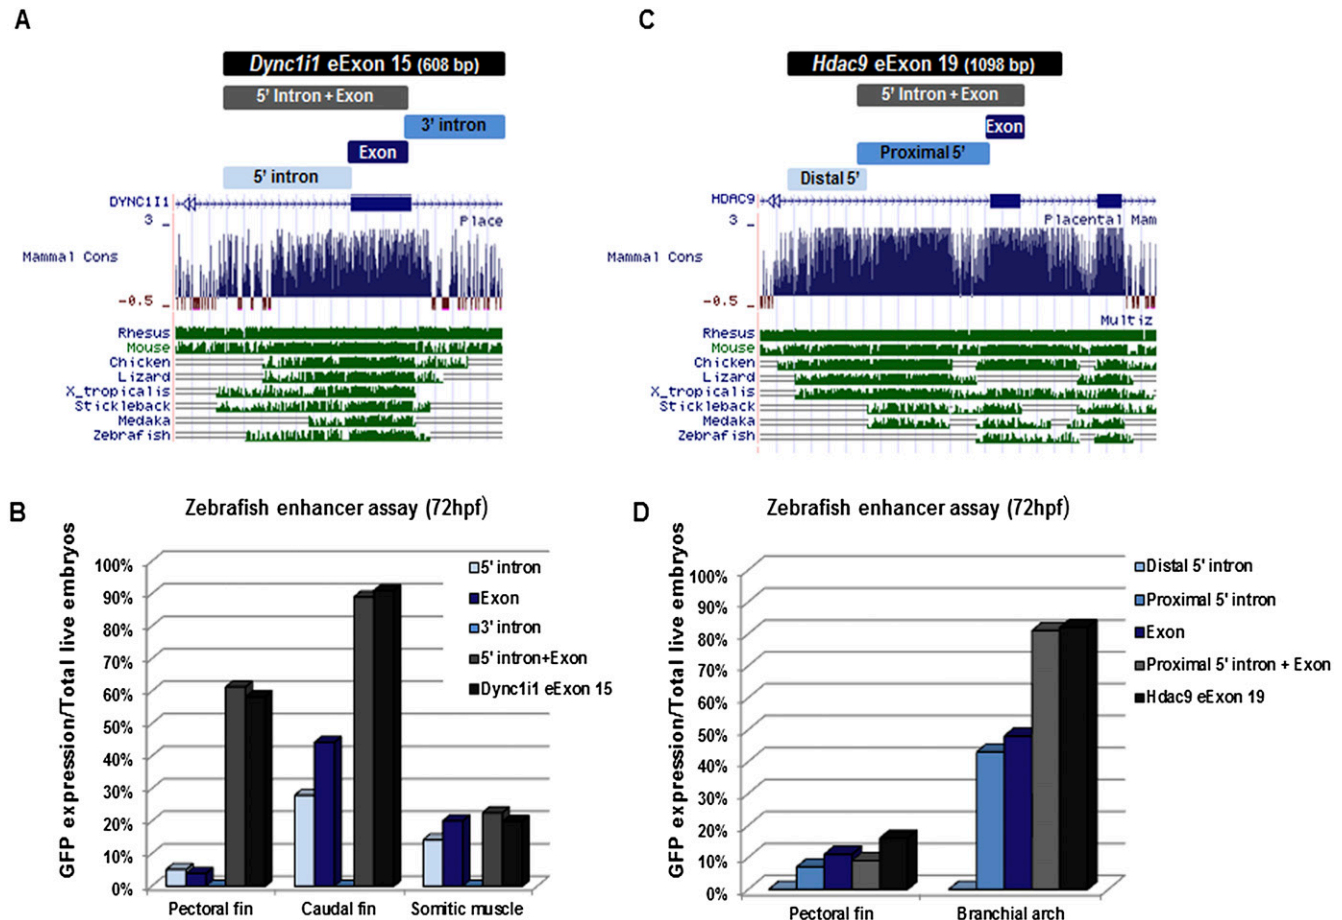 A
Dync1i1 eExon 15 (608 bp)
5' Intron + Exon
3' intron
Exon
5' intron
DYNC1I1
3 _
Place
Mammal Cons
-0.5 _
Rhesus
Mouse
Chicken
Lizard
X_tropicalis
Stickleback
Medaka
Zebrafish
C
Hdac9 eExon 19 (1098 bp)
5' Intron + Exon
Exon
Proximal 5'
Distal 5'
HDAC9
3 _
Placental Mam
Mammal Cons
-0.5 _
Multiz
Rhesus
Mouse
Chicken
Lizard
X_tropicalis
Stickleback
Medaka
Zebrafish
B
Zebrafish enhancer assay (72hpf)
GFP expression/Total live embryos
100%
90%
80%
70%
60%
50%
40%
30%
20%
10%
0%
Pectoral fin
Caudal fin
Somitic muscle
5' intron
Exon
3' intron
5' intron+Exon
Dync1i1 eExon 15
D
Zebrafish enhancer assay (72hpf)
GFP expression/Total live embryos
100%
90%
80%
70%
60%
50%
40%
30%
20%
10%
0%
Pectoral fin
Branchial arch
Distal 5' intron
Proximal 5' intron
Exon
Proximal 5' intron + Exon
Hdac9 eExon 19